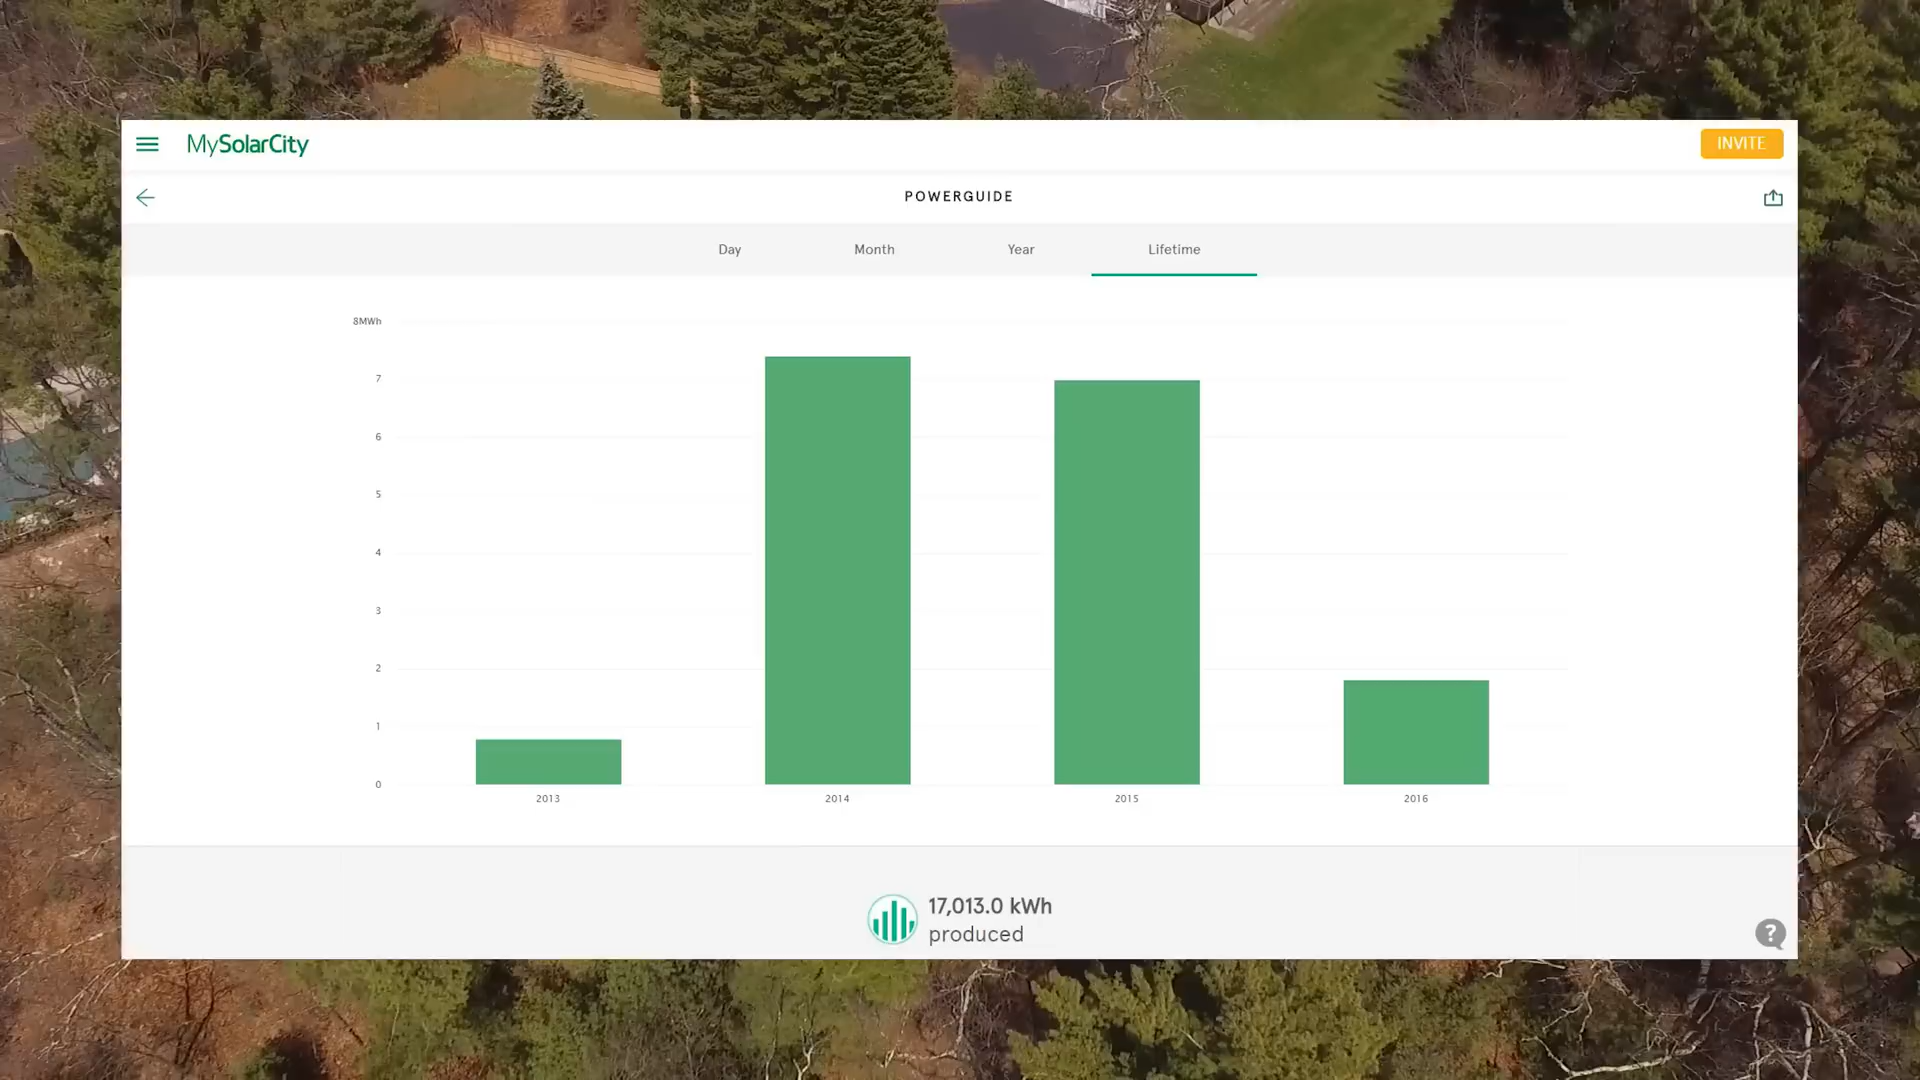 MySolarCity
INVITE
POWERGUIDE
Day Month Year Lifetime
8MWh
7
6
5
4
3
2
1
0
2013 2014 2015 2016
17,013.0 kWh
produced
?